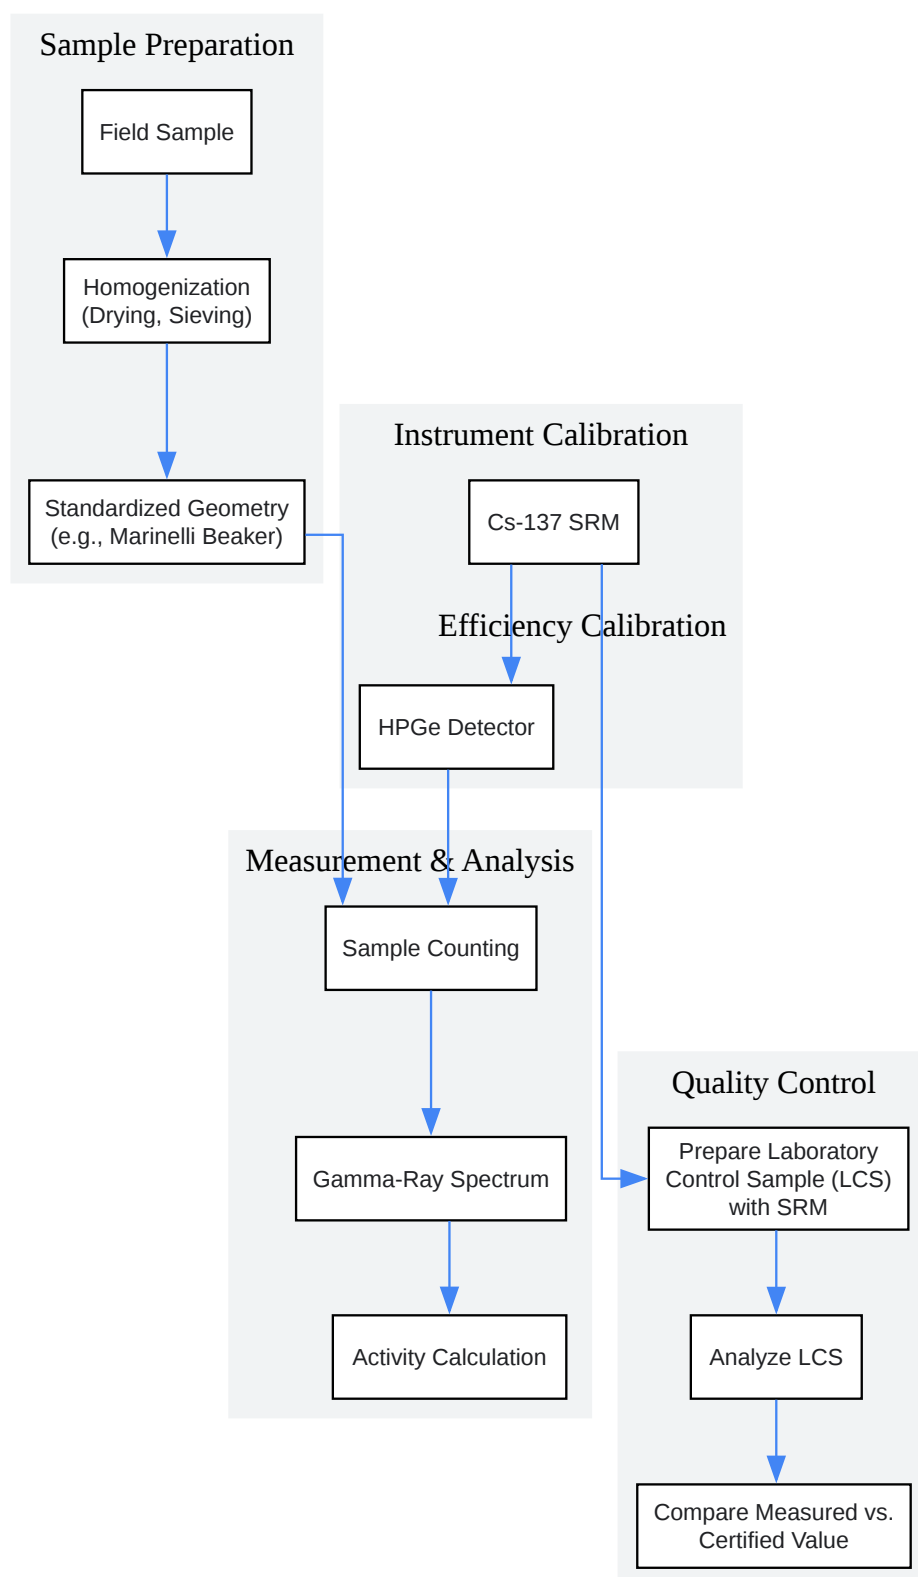 Sample Preparation
Field Sample
Homogenization
(Drying, Sieving)
Standardized Geometry
(e.g., Marinelli Beaker)
Instrument Calibration
Cs-137 SRM
Efficiency Calibration
HPGe Detector
Measurement & Analysis
Sample Counting
Gamma-Ray Spectrum
Activity Calculation
Quality Control
Prepare Laboratory
Control Sample (LCS)
with SRM
Analyze LCS
Compare Measured vs.
Certified Value